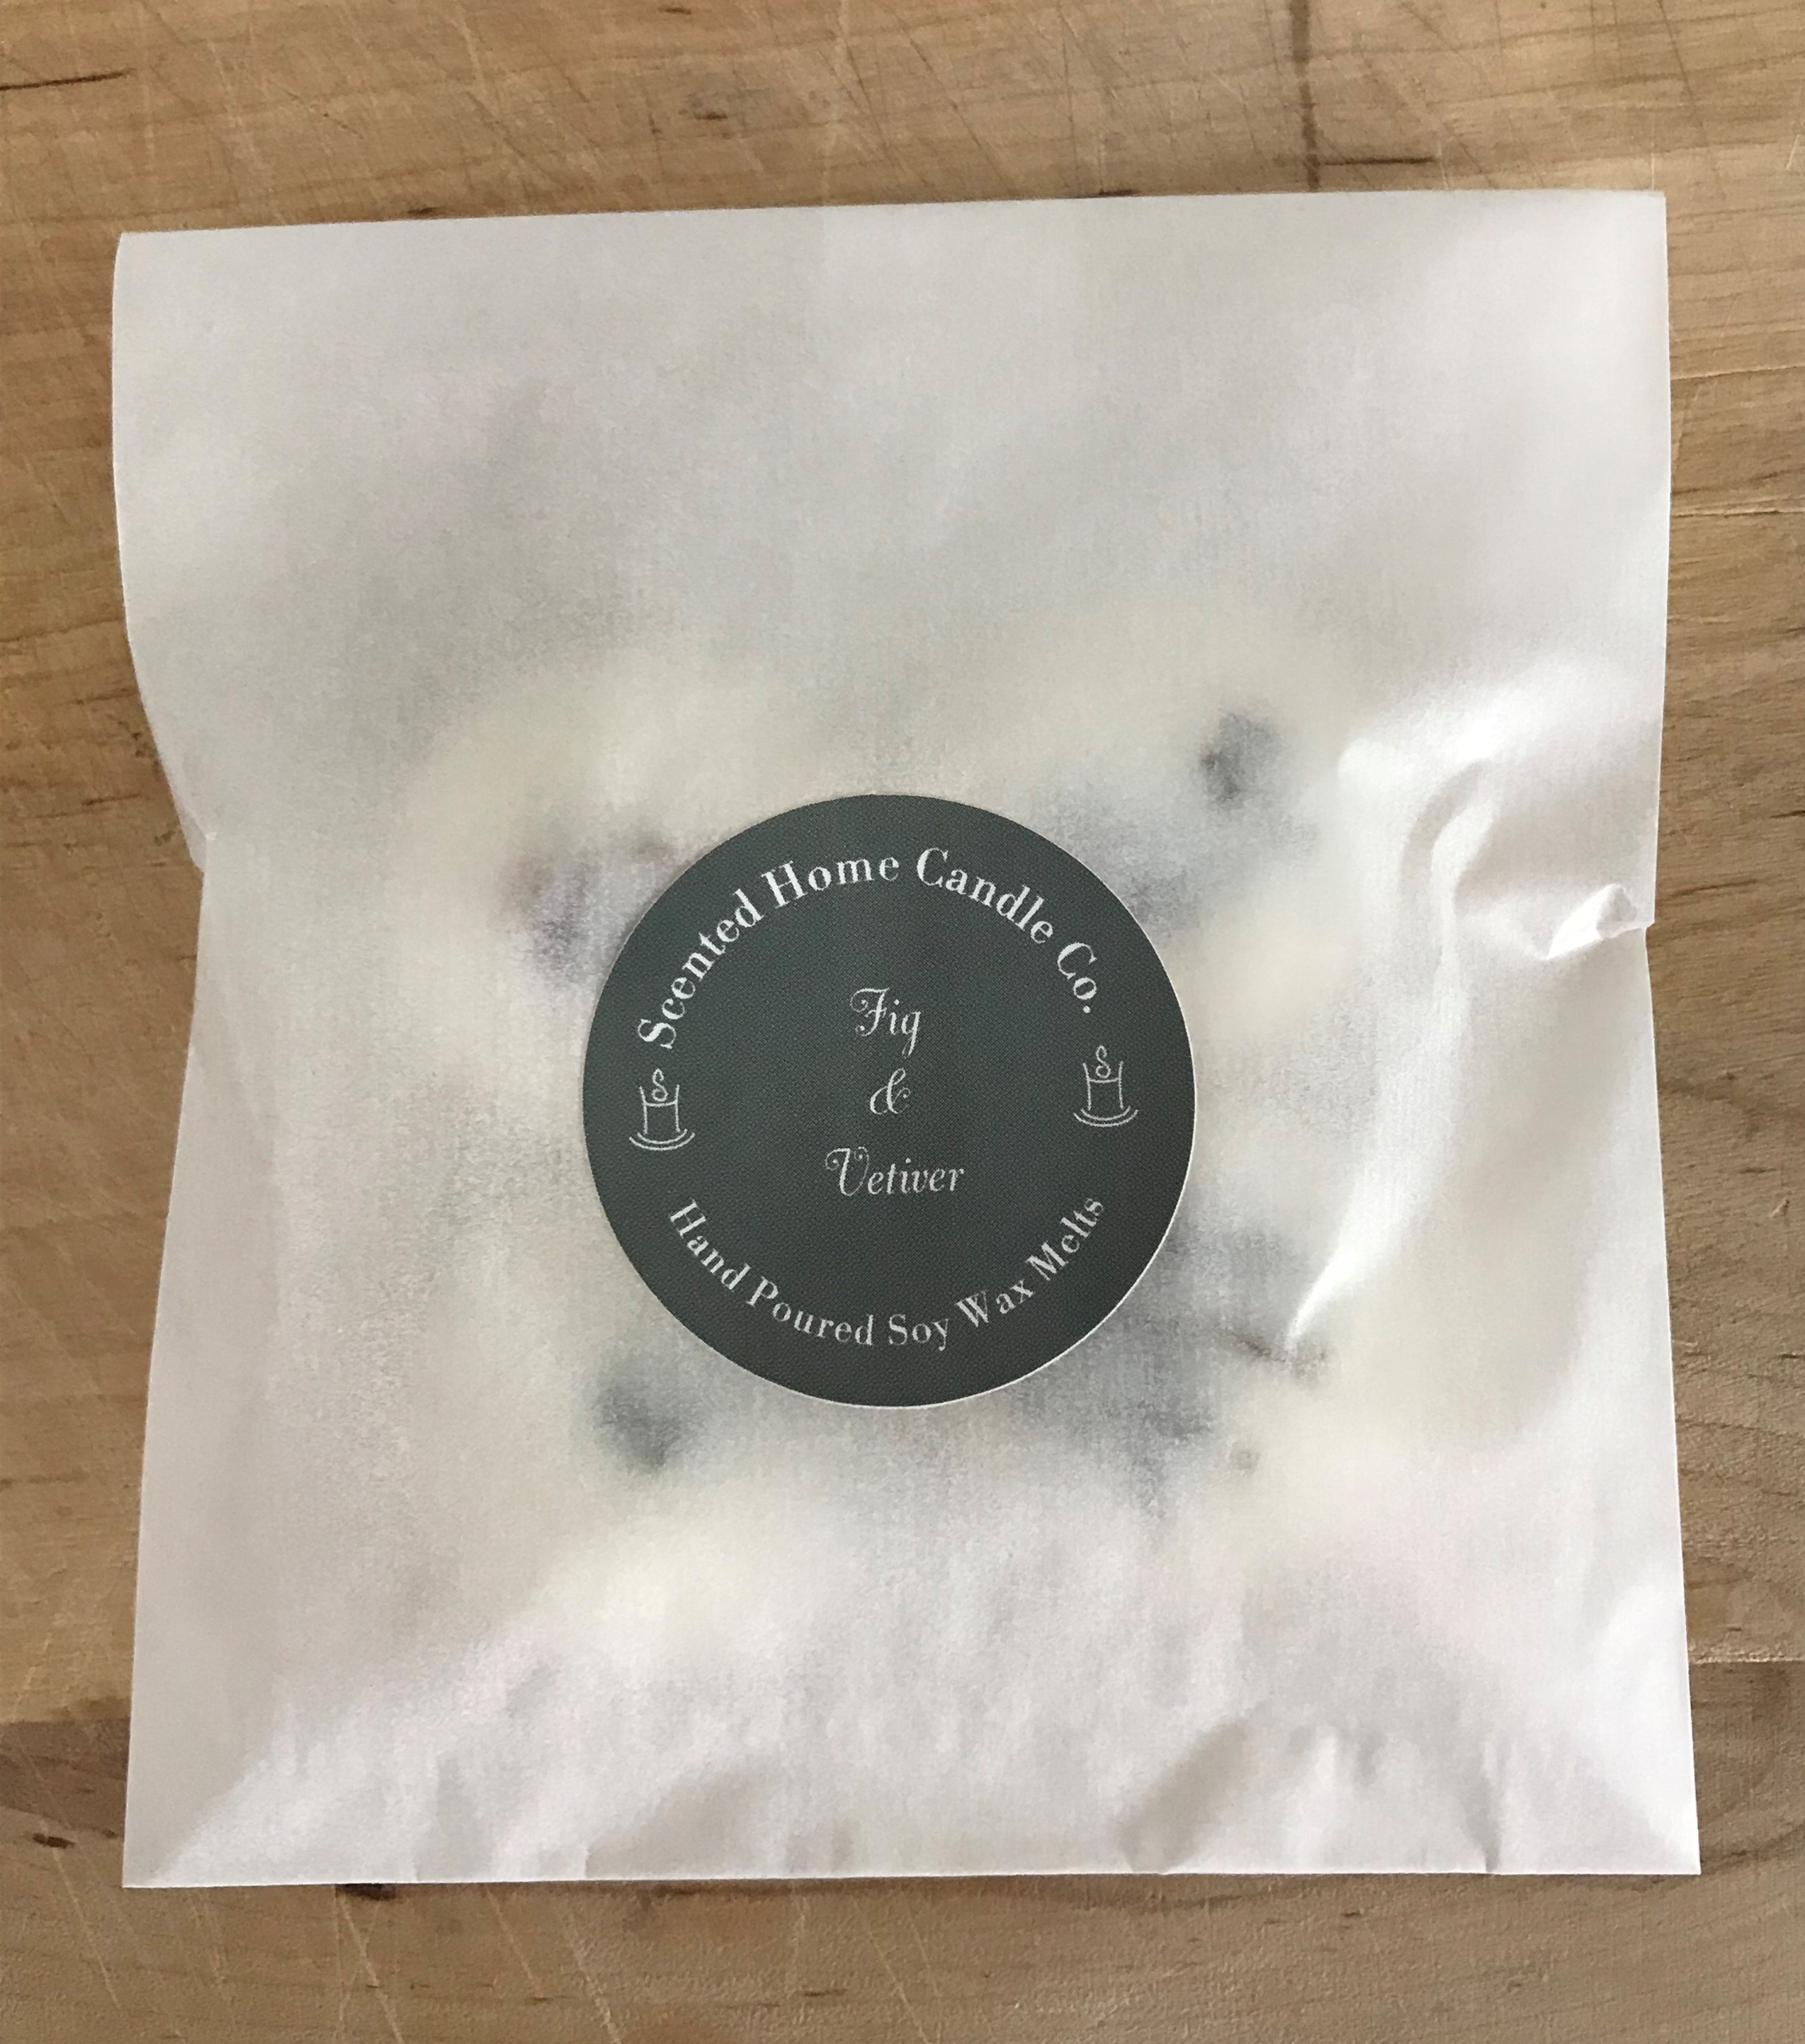 Scented Home Candle Co.
Fig
&
Vetiver
Hand Poured Soy Wax Melts